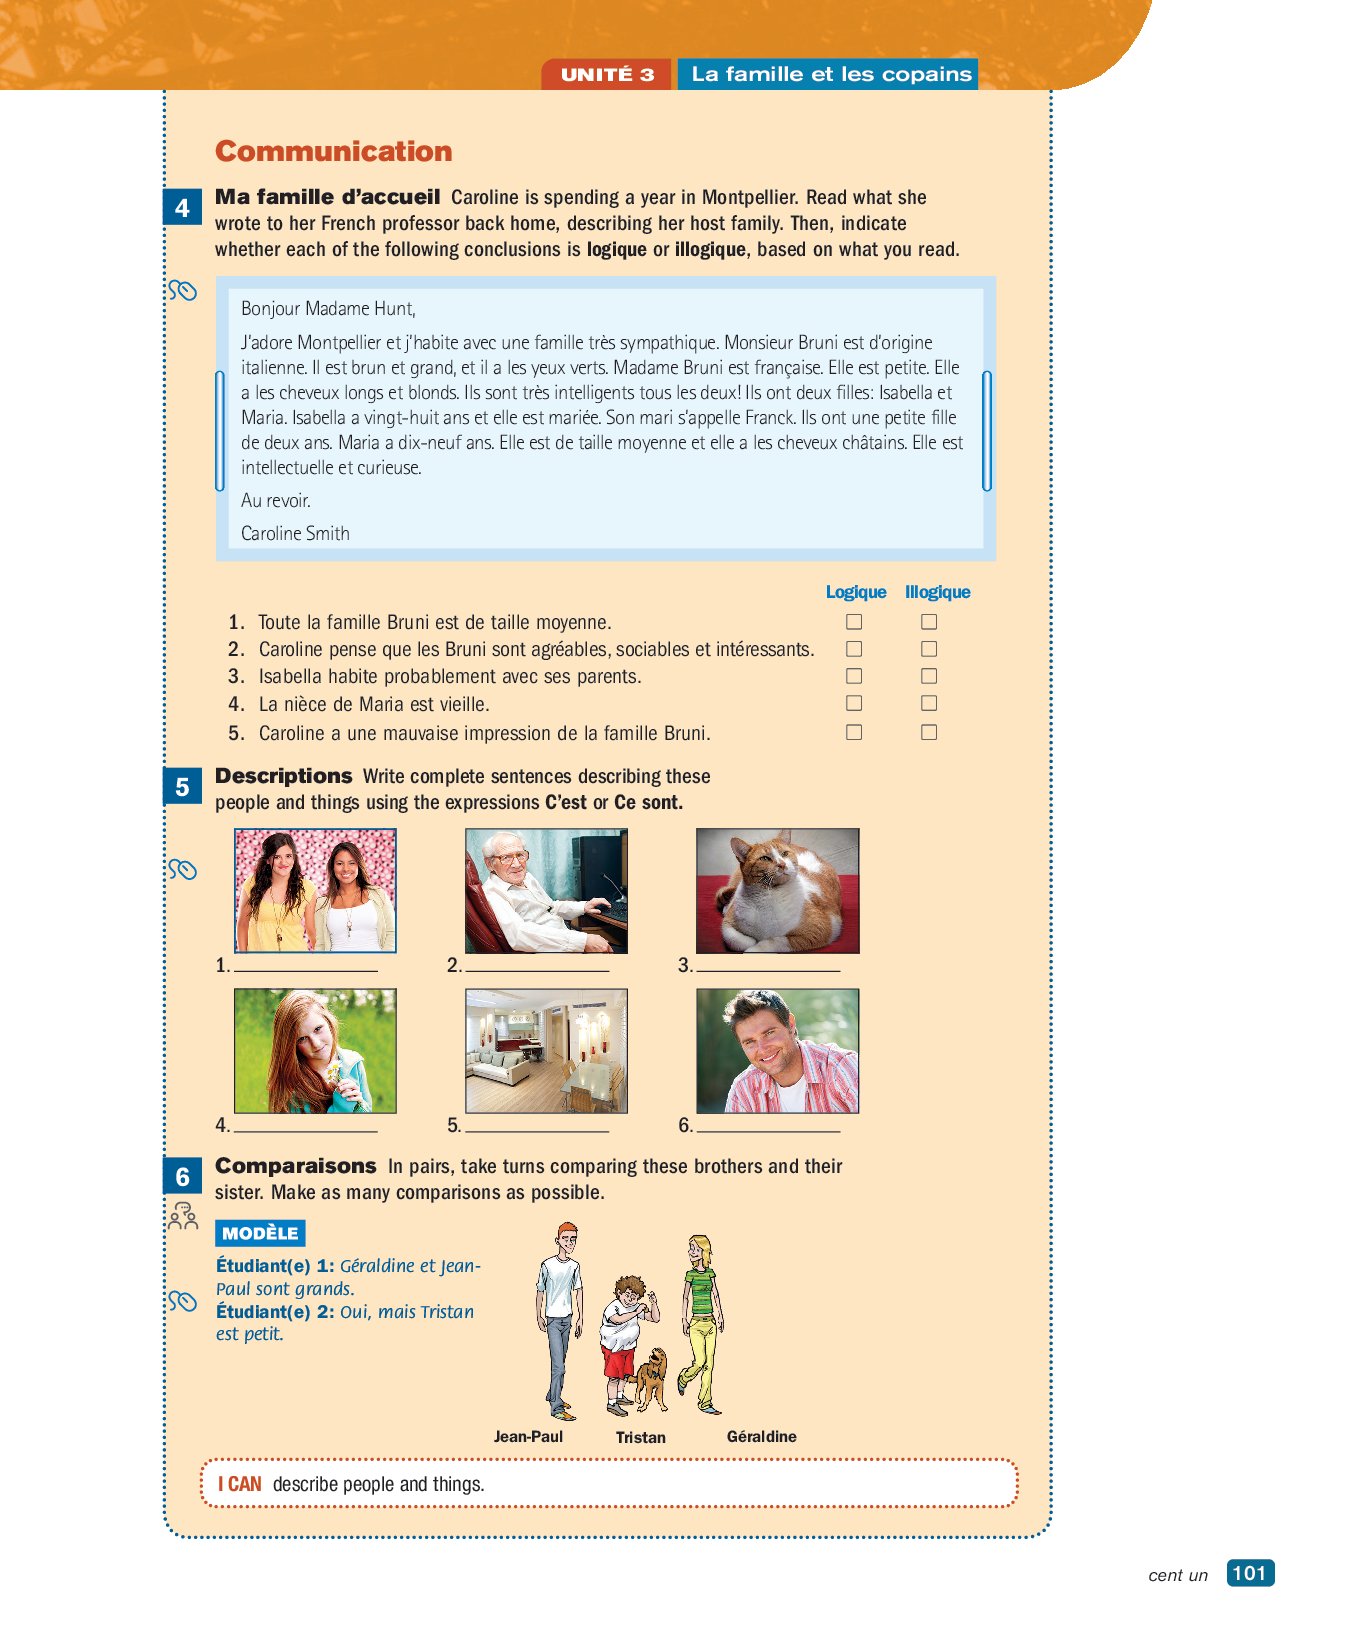 UNITÉ 3 La famille et les copains
Communication
4 Ma famille d’accueil Caroline is spending a year in Montpellier. Read what she
wrote to her French professor back home, describing her host family. Then, indicate
whether each of the following conclusions is logique or illogique, based on what you read.
Bonjour Madame Hunt,
J’adore Montpellier et j’habite avec une famille très sympathique. Monsieur Bruni est d’origine
italienne. Il est brun et grand, et il a les yeux verts. Madame Bruni est française. Elle est petite. Elle
a les cheveux longs et blonds. Ils sont très intelligents tous les deux! Ils ont deux filles: Isabella et
Maria. Isabella a vingt-huit ans et elle est mariée. Son mari s’appelle Franck. Ils ont une petite fille
de deux ans. Maria a dix-neuf ans. Elle est de taille moyenne et elle a les cheveux châtains. Elle est
intellectuelle et curieuse.
Au revoir.
Caroline Smith
Logique Illogique
1. Toute la famille Bruni est de taille moyenne.
2. Caroline pense que les Bruni sont agréables, sociables et intéressants.
3. Isabella habite probablement avec ses parents.
4. La nièce de Maria est vieille.
5. Caroline a une mauvaise impression de la famille Bruni.
5 Descriptions Write complete sentences describing these
people and things using the expressions C’est or Ce sont.
1. 2. 3.
4. 5. 6.
6 Comparaisons In pairs, take turns comparing these brothers and their
sister. Make as many comparisons as possible.
MODÈLE
Étudiant(e) 1: Géraldine et Jean-
Paul sont grands.
Étudiant(e) 2: Oui, mais Tristan
est petit.
Jean-Paul Tristan Géraldine
I CAN describe people and things.
cent un 101